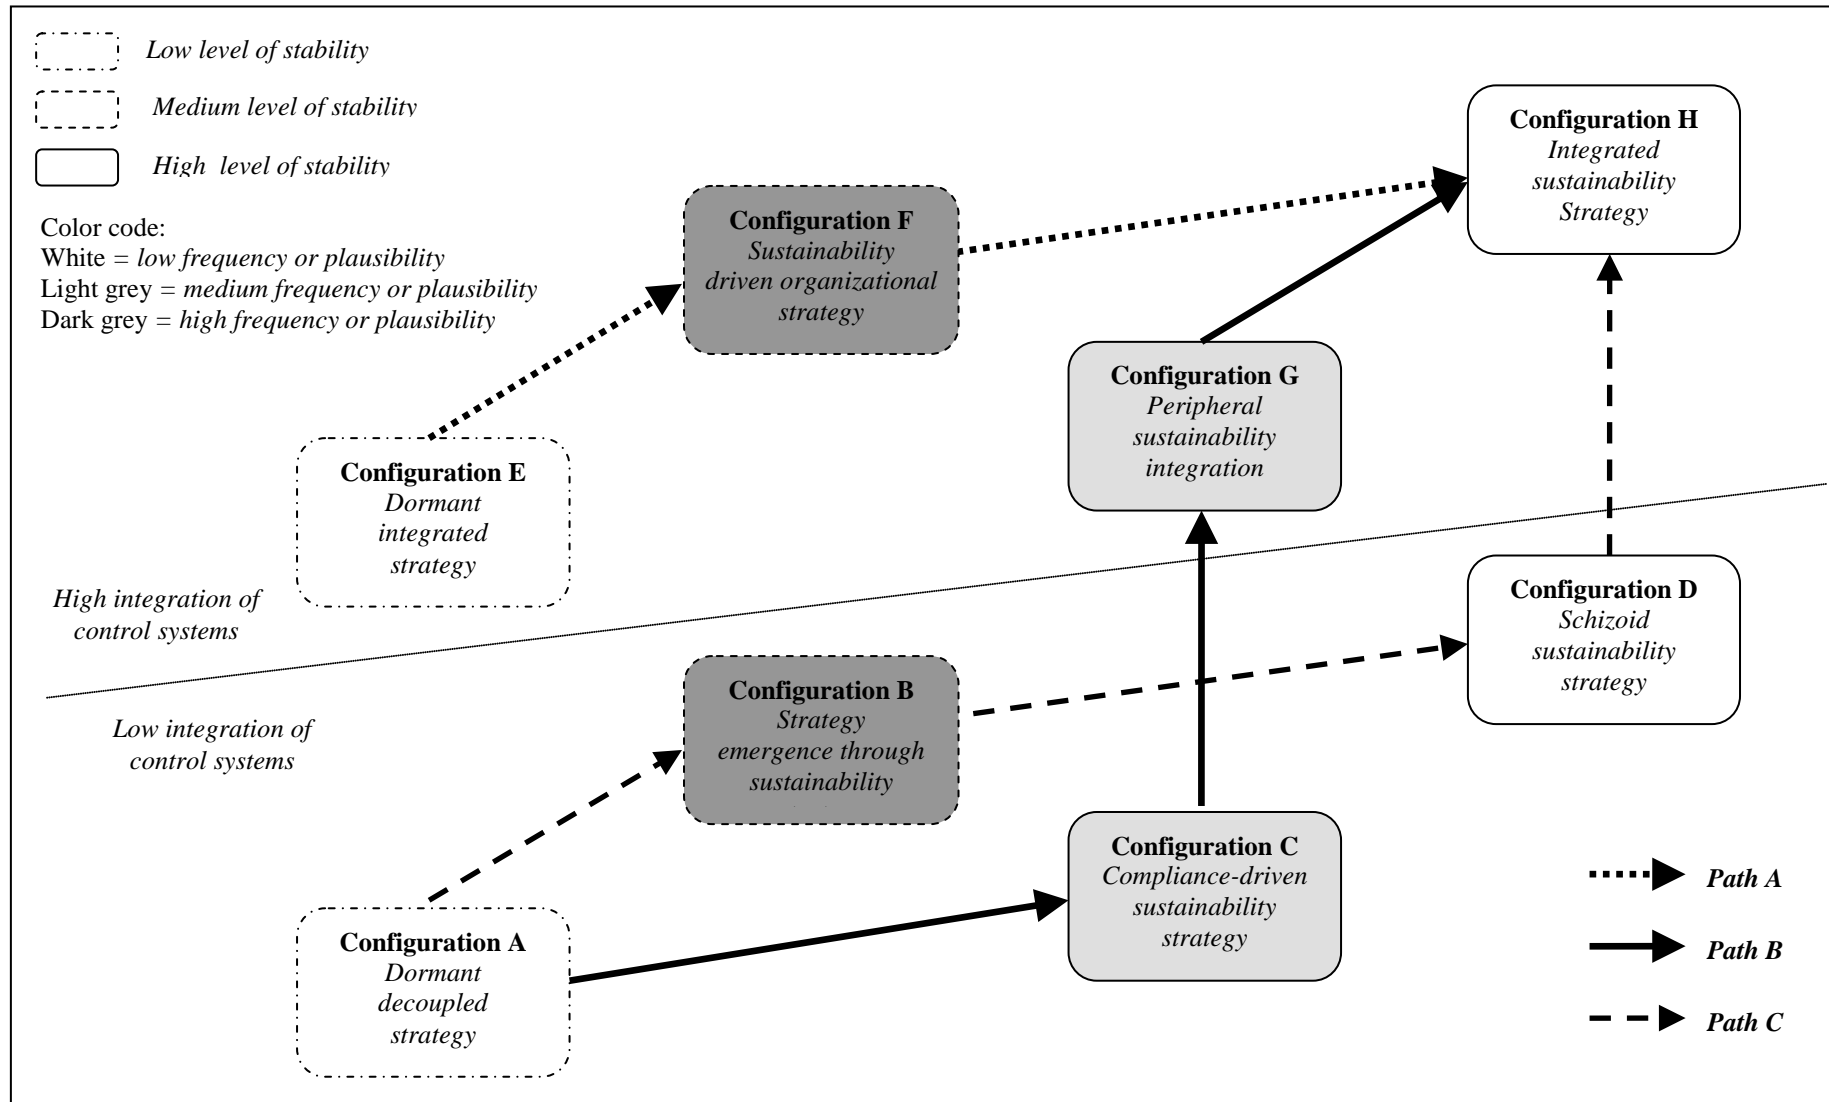 Low level of stability
Medium level of stability
High level of stability
Color code:
White = low frequency or plausibility
Light grey = medium frequency or plausibility
Dark grey = high frequency or plausibility
Configuration H
Integrated
sustainability
Strategy
Configuration F
Sustainability
driven organizational
strategy
Configuration G
Peripheral
sustainability
integration
Configuration E
Dormant
integrated
strategy
High integration of
control systems
Configuration D
Schizoid
sustainability
strategy
Low integration of
control systems
Configuration B
Strategy
emergence through
sustainability
Configuration C
Compliance-driven
sustainability
strategy
Configuration A
Dormant
decoupled
strategy
Path A
Path B
Path C